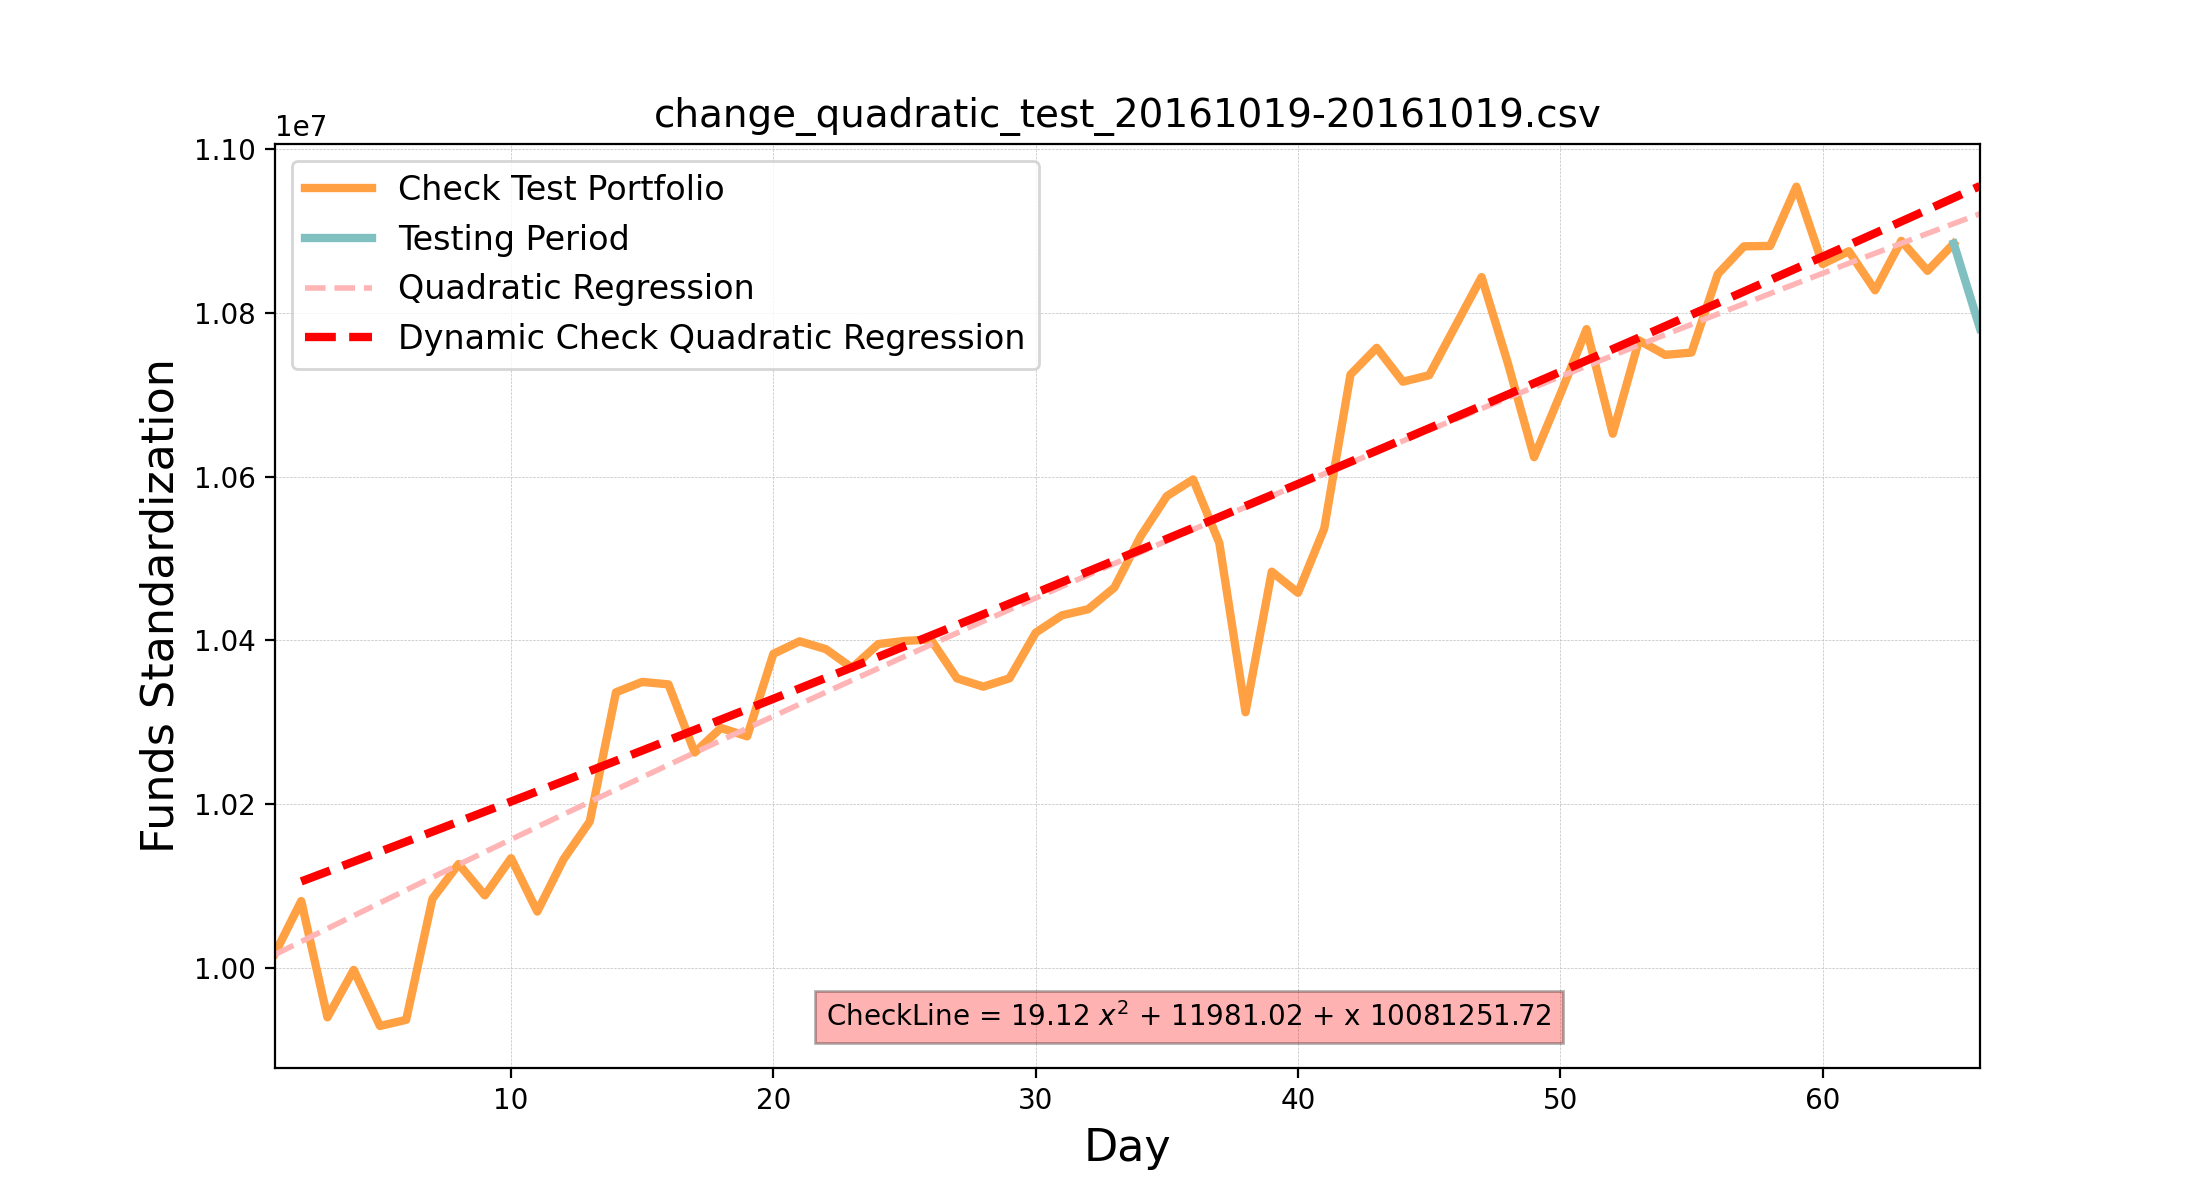 change_quadratic_test_20161019-20161019.csv
1e7
1.10
1.08
1.06
1.04
1.02
1.00
Funds Standardization
Check Test Portfolio
Testing Period
Quadratic Regression
Dynamic Check Quadratic Regression
CheckLine = 19.12 x² + 11981.02 + x 10081251.72
10 20 30 40 50 60
Day